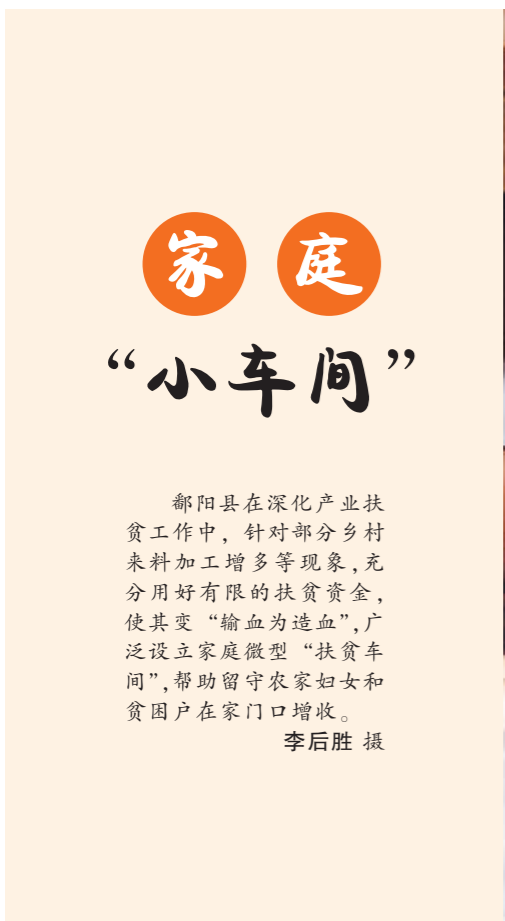 家庭
“小车间”
鄱阳县在深化产业扶
贫工作中，针对部分乡村
来料加工增多等现象，充
分用好有限的扶贫资金，
使其变“输血为造血”，广
泛设立家庭微型“扶贫车
间”，帮助留守农家妇女和
贫困户在家门口增收。
李后胜 摄